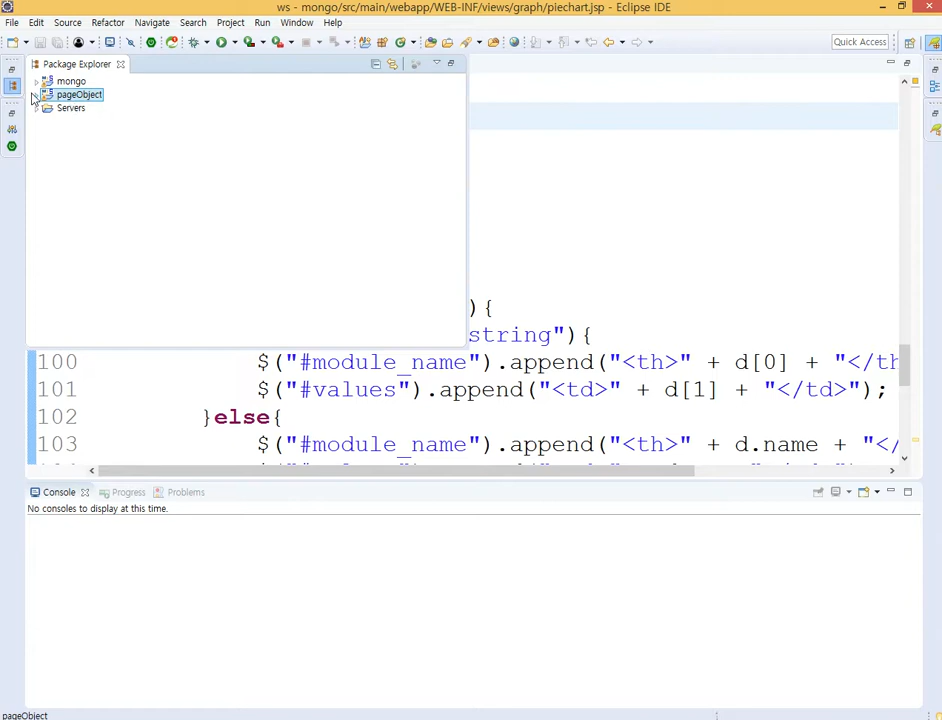 ws - mongo/src/main/webapp/WEB-INF/views/graph/piechart.jsp - Eclipse IDE
File Edit Source Refactor Navigate Search Project Run Window Help
Quick Access
Package Explorer
mongo
pageObject
Servers
){
string"){
100 $("#module_name").append("<th>" + d[0] + "</th
101 $("#values").append("<td>" + d[1] + "</td>");
102 }else{
103 $("#module_name").append("<th>" + d.name + "</
Console Progress Problems
No consoles to display at this time.
pageObject